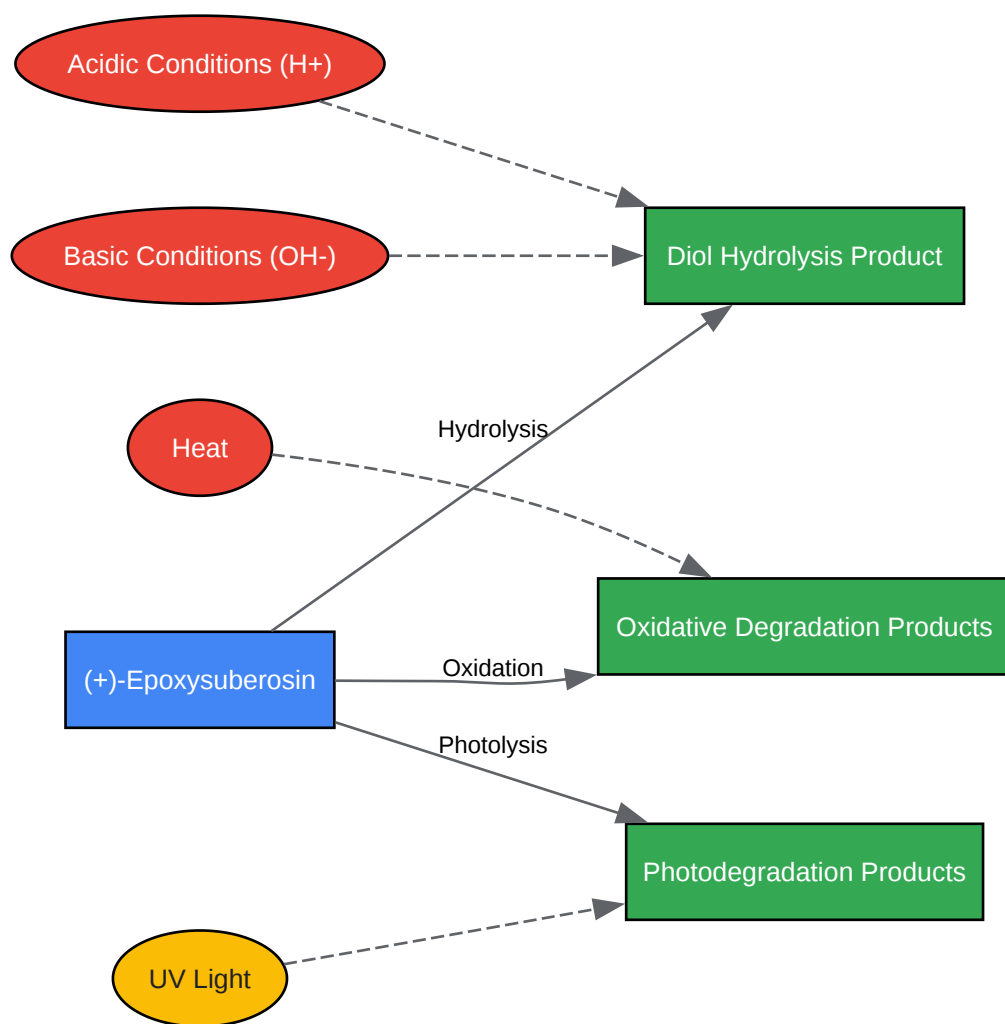 Acidic Conditions (H+)
Basic Conditions (OH-)
Diol Hydrolysis Product
Hydrolysis
Heat
Oxidative Degradation Products
(+)-Epoxysuberosin
Oxidation
Photolysis
Photodegradation Products
UV Light